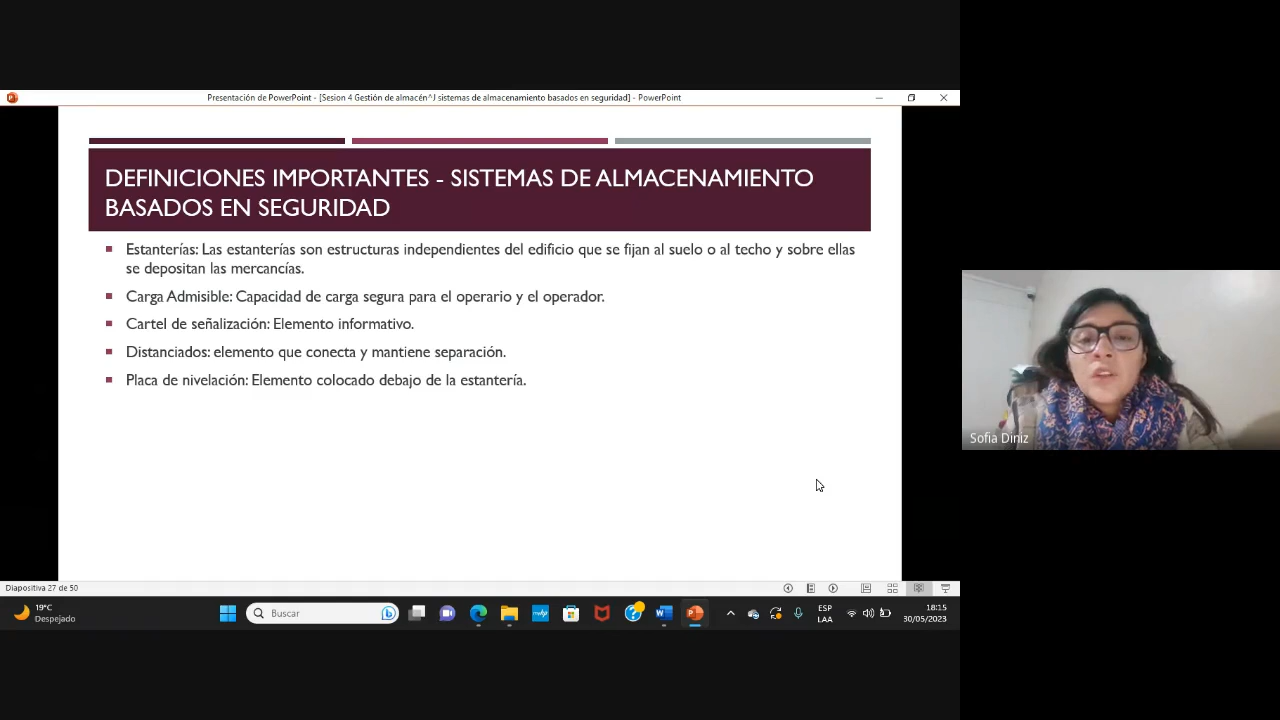 Presentación de PowerPoint - [Sesion 4 Gestión de almacén^J sistemas de almacenamiento basados en seguridad] - PowerPoint
DEFINICIONES IMPORTANTES - SISTEMAS DE ALMACENAMIENTO
BASADOS EN SEGURIDAD
Estanterías: Las estanterías son estructuras independientes del edificio que se fijan al suelo o al techo y sobre ellas
se depositan las mercancías.
Carga Admisible: Capacidad de carga segura para el operario y el operador.
Cartel de señalización: Elemento informativo.
Distanciados: elemento que conecta y mantiene separación.
Placa de nivelación: Elemento colocado debajo de la estantería.
Sofia Diniz
Diapositiva 27 de 50
19°C
Despejado
Buscar
ESP
LAA
18:15
30/05/2023